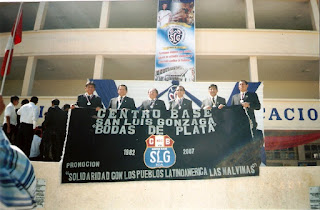 CENTRO BASE
SAN LUIS GONZAGA
BODAS DE PLATA
1982
2007
C B
SLG
PROMOCION
"SOLIDARIDAD CON LOS PUEBLOS LATINOAMERICA LAS MALVINAS"